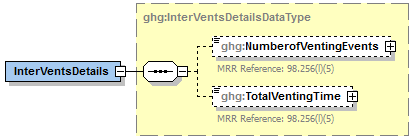 ghg:InterVentsDetailsDataType
InterVentsDetails
ghg:NumberofVentingEvents
MRR Reference: 98.256(l)(5)
ghg:TotalVentingTime
MRR Reference: 98.256(l)(5)